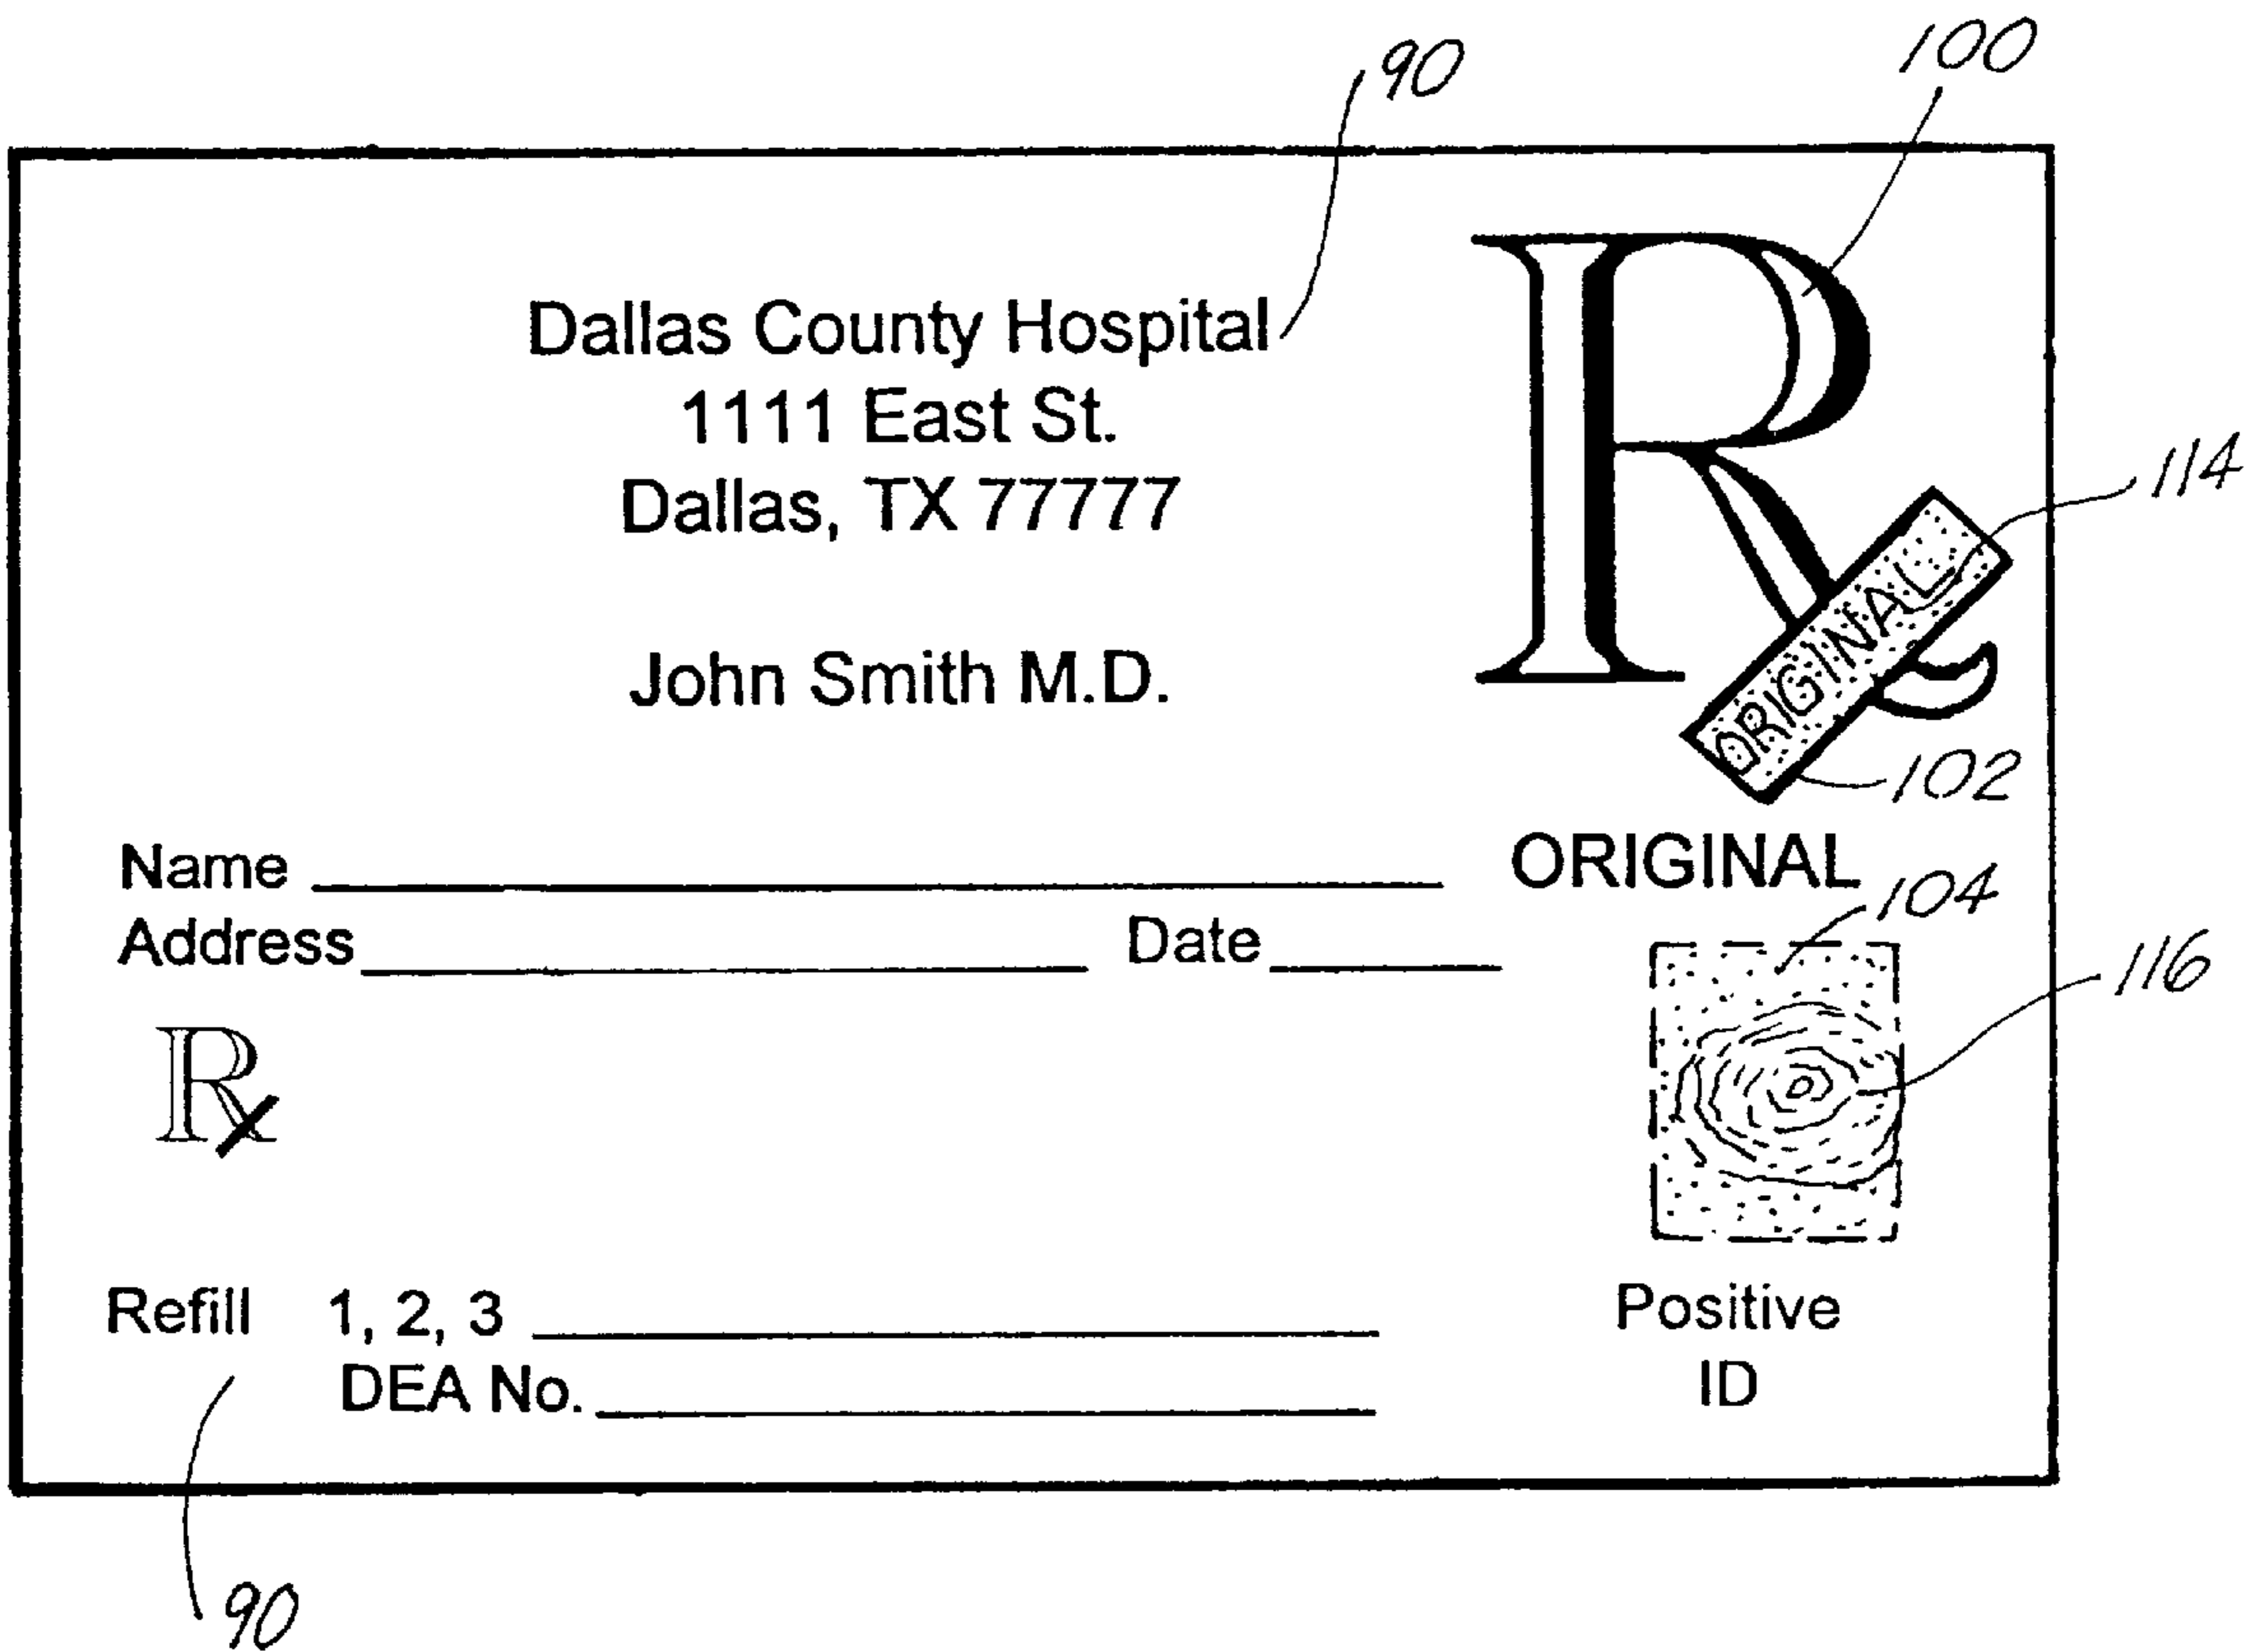 90
100
Dallas County Hospital
1111 East St.
Dallas, TX 77777
John Smith M.D.
Rx
114
ORIGINAL
102
Name ORIGINAL
104
Address Date
116
Rx
Refill 1, 2, 3
DEA No.
Positive
ID
90